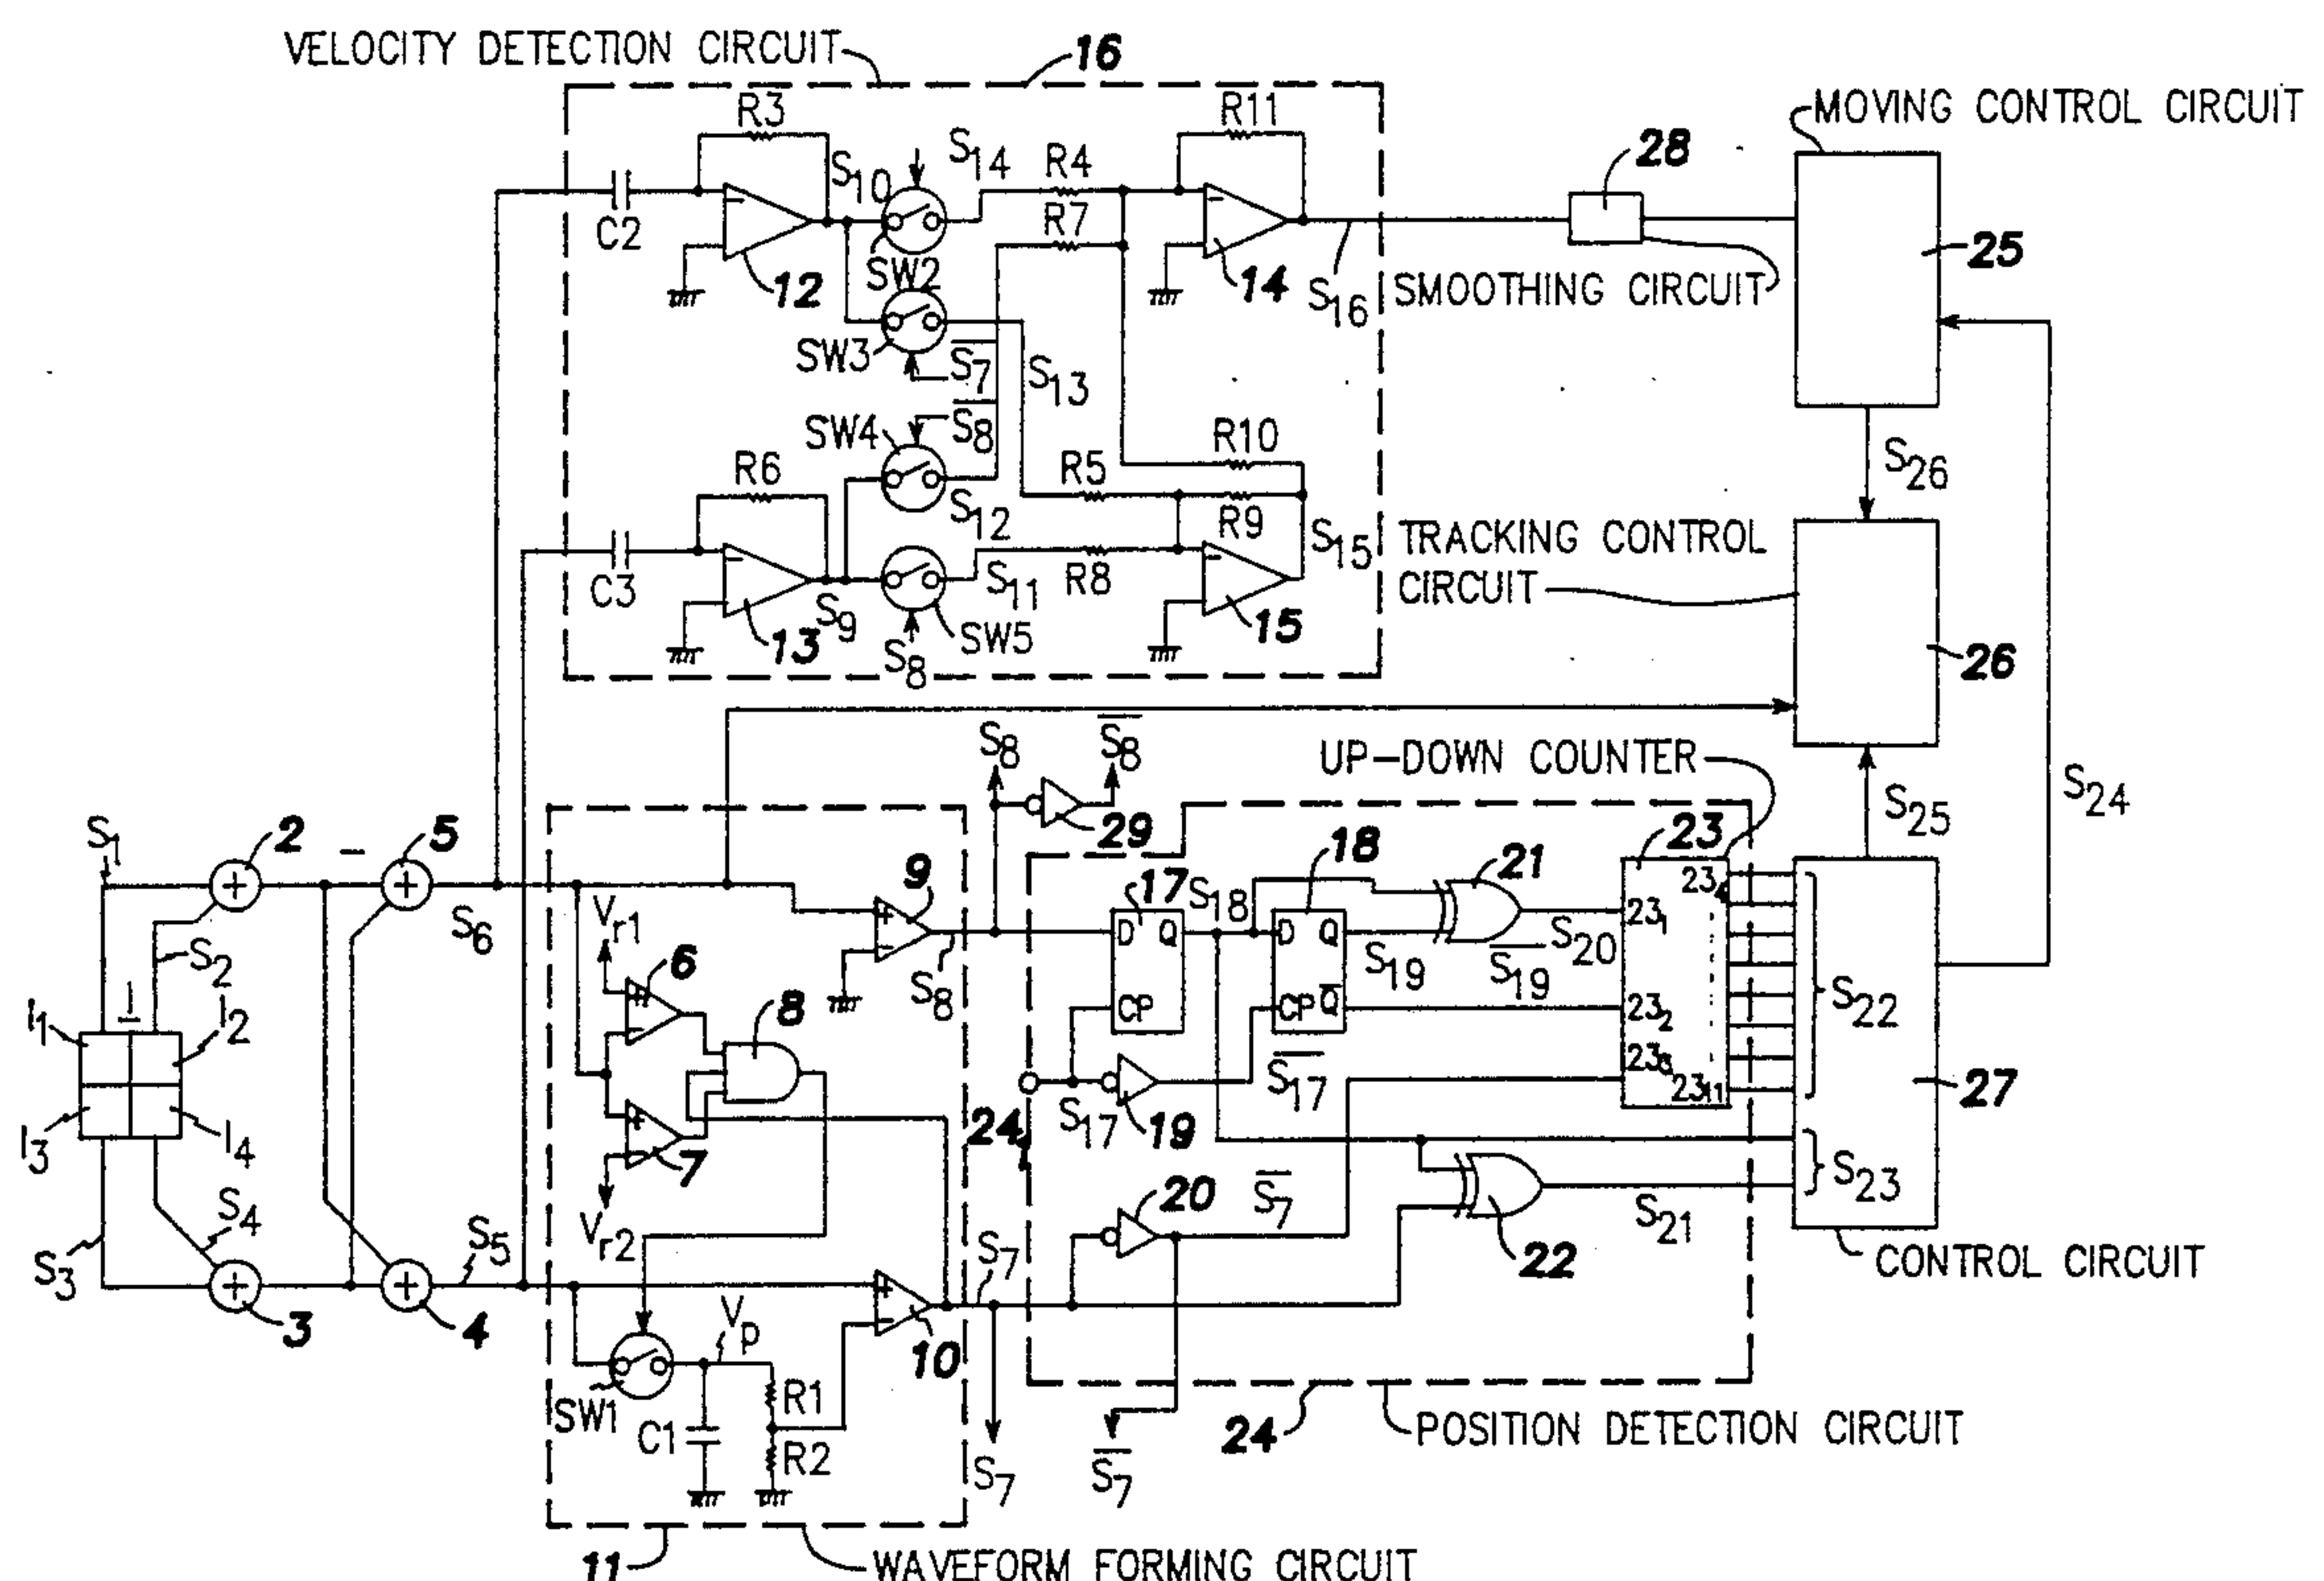 VELOCITY DETECTION CIRCUIT
16
MOVING CONTROL CIRCUIT
R3
R11
S10
S14
R4
28
C2
R7
SW2
12
14
S16
SMOOTHING CIRCUIT
25
SW3
S7
S13
SW4
S8
R10
S26
R6
R5
S12
R9
S15
TRACKING CONTROL
CIRCUIT
C3
S11
R8
13
S9
SW5
15
S8
26
S8
S8
UP-DOWN COUNTER
S24
S25
S1
2
–
5
29
9
17
18
21
23
S18
23₁
S6
Vr1
S2
6
D Q
D Q
S19
S19
S20
S8
S22
1
I1
I2
8
CP
CP Q
23₂
S17
27
I3
I4
7
24
S17
19
23₁₁
S23
Vr2
S4
S5
S7
20
S7
22
S21
S3
CONTROL CIRCUIT
3
4
Vp
10
SW1
R1
C1
R2
S7
S7
24
POSITION DETECTION CIRCUIT
11
WAVEFORM FORMING CIRCUIT